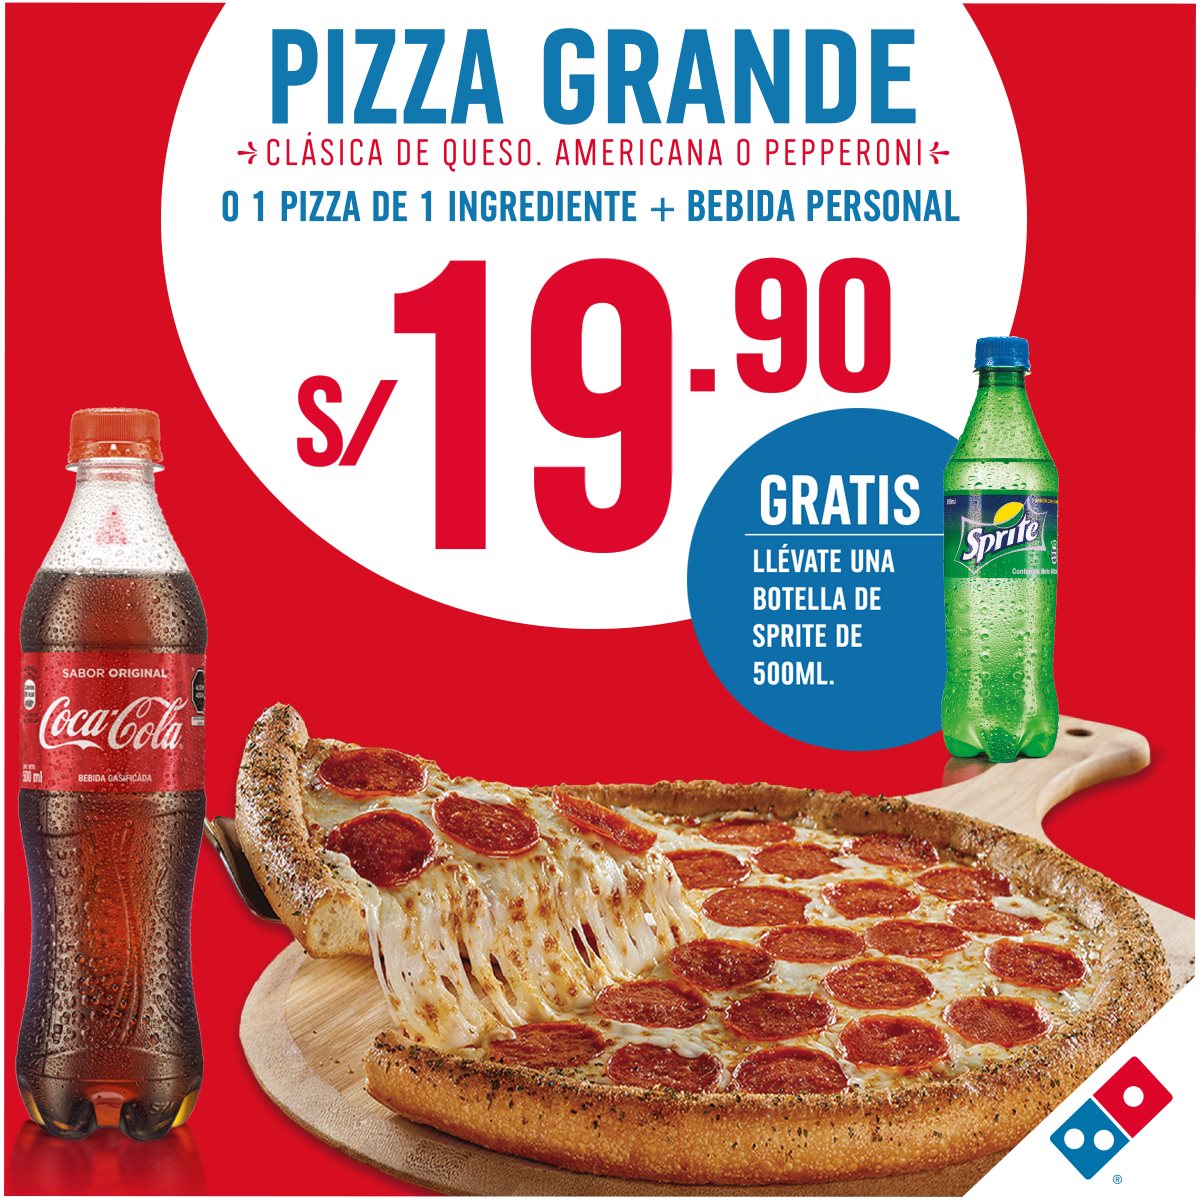 PIZZA GRANDE
CLÁSICA DE QUESO. AMERICANA O PEPPERONI
O 1 PIZZA DE 1 INGREDIENTE + BEBIDA PERSONAL
S/19.90
GRATIS
LLÉVATE UNA
BOTELLA DE
SPRITE DE
500ML.
Sprite
SABOR ORIGINAL
Coca-Cola
500 ml
BEBIDA GASIFICADA
®